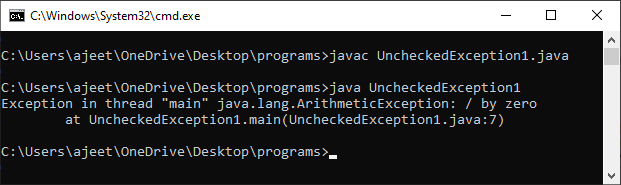 C:\Windows\System32\cmd.exe
C:\Users\ajeet\OneDrive\Desktop\programs>javac UncheckedException1.java
C:\Users\ajeet\OneDrive\Desktop\programs>java UncheckedException1
Exception in thread "main" java.lang.ArithmeticException: / by zero
        at UncheckedException1.main(UncheckedException1.java:7)
C:\Users\ajeet\OneDrive\Desktop\programs>